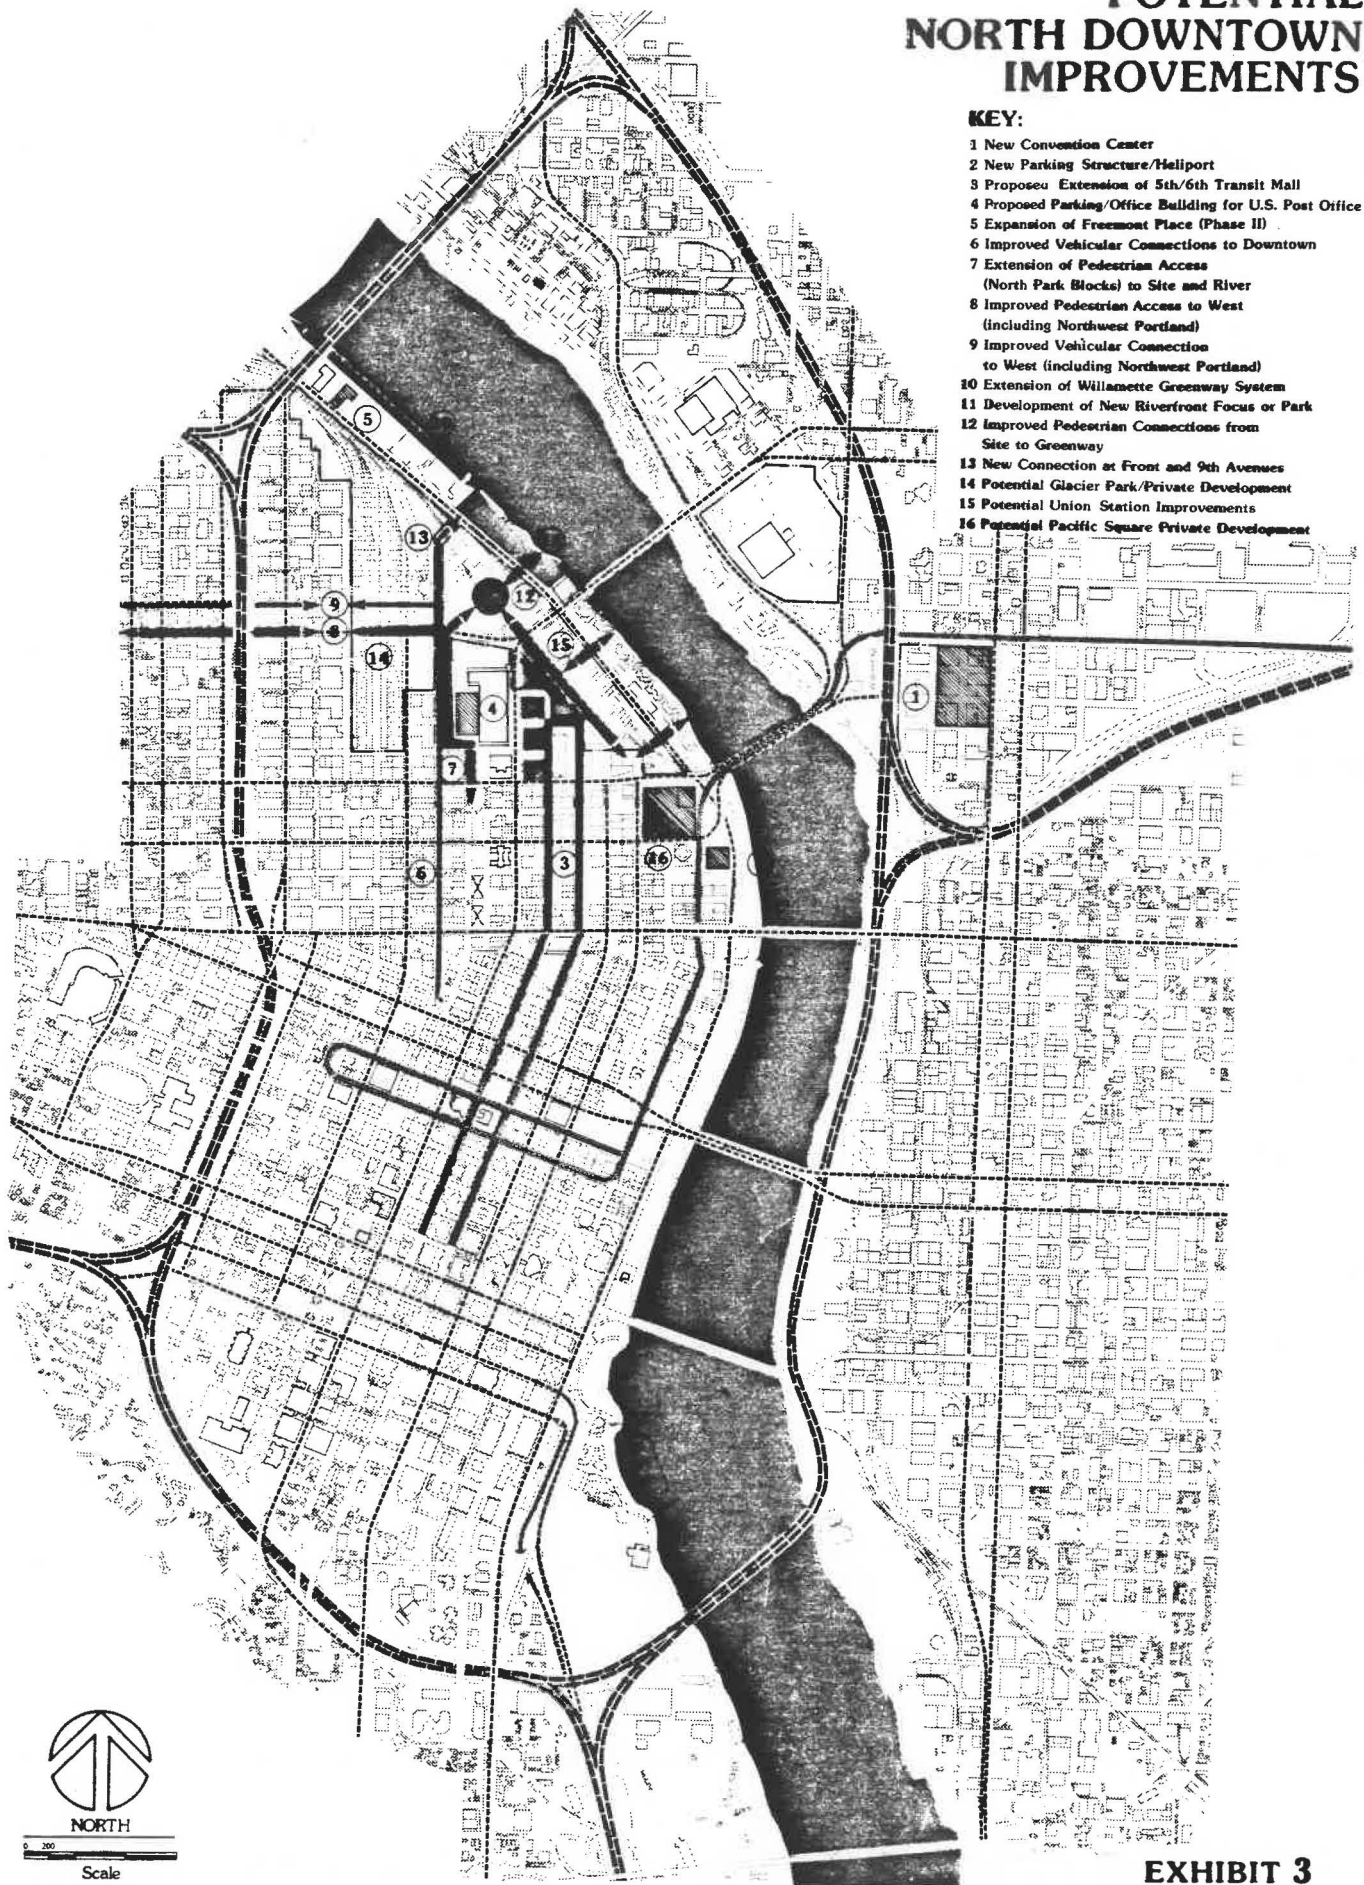 POTENTIAL
NORTH DOWNTOWN
IMPROVEMENTS
KEY:
1 New Convention Center
2 New Parking Structure/Heliport
3 Proposed Extension of 5th/6th Transit Mall
4 Proposed Parking/Office Building for U.S. Post Office
5 Expansion of Freemont Place (Phase II)
6 Improved Vehicular Connections to Downtown
7 Extension of Pedestrian Access
(North Park Blocks) to Site and River
8 Improved Pedestrian Access to West
(including Northwest Portland)
9 Improved Vehicular Connection
to West (including Northwest Portland)
10 Extension of Willamette Greenway System
11 Development of New Riverfront Focus or Park
12 Improved Pedestrian Connections from
Site to Greenway
13 New Connection at Front and 9th Avenues
14 Potential Glacier Park/Private Development
15 Potential Union Station Improvements
16 Potential Pacific Square Private Development
5
13
12
9
8
15
14
4
1
7
16
3
6
NORTH
0 200
Scale
EXHIBIT 3